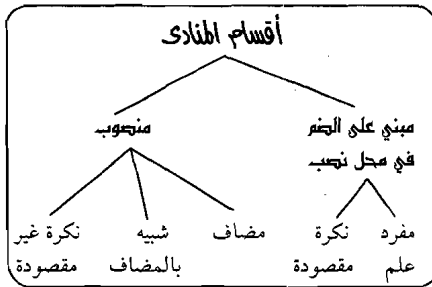 أقسام المنادى
مبني على الضم
في محل نصب
منصوب
مفرد
علم
نكرة
مقصودة
مضاف
شبيه
بالمضاف
نكرة غير
مقصودة